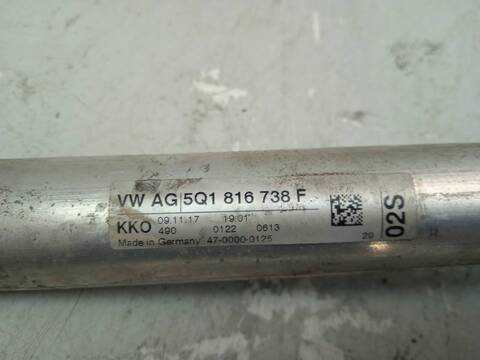 VW AG 5Q1 816 738 F
KKO 09.11.17 19:01
490 0122 0613
Made in Germany 47-0000-0125
20
02S